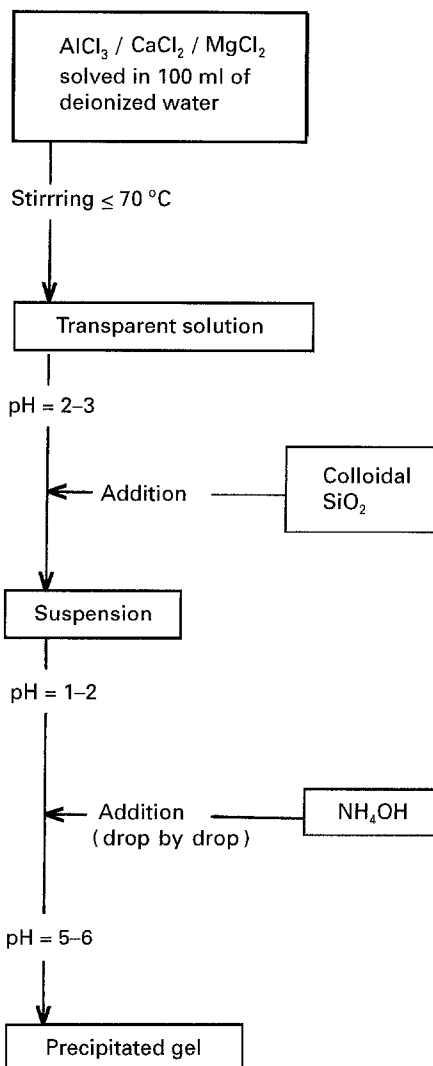 AlCl₃ / CaCl₂ / MgCl₂
solved in 100 ml of
deionized water
Stirrring ≤ 70 °C
Transparent solution
pH = 2–3
Addition
Colloidal
SiO₂
Suspension
pH = 1–2
Addition
(drop by drop)
NH₄OH
pH = 5–6
Precipitated gel